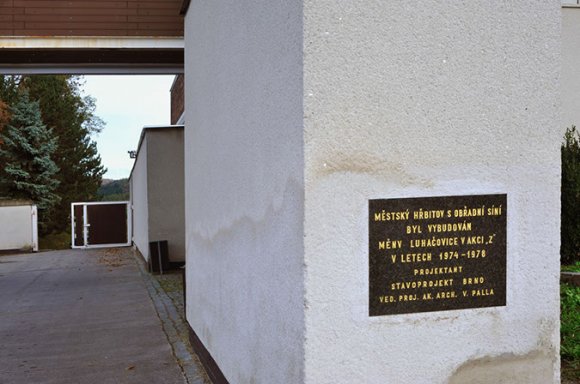 MĚSTSKÝ HŘBITOV S OBŘADNÍ SÍNÍ
BYL VYBUDOVÁN
MĚNV LUHAČOVICE V AKCI „Z"
V LETECH 1974-1978
PROJEKTANT
STAVOPROJEKT BRNO
VED. PROJ. AK. ARCH. V. PALLA